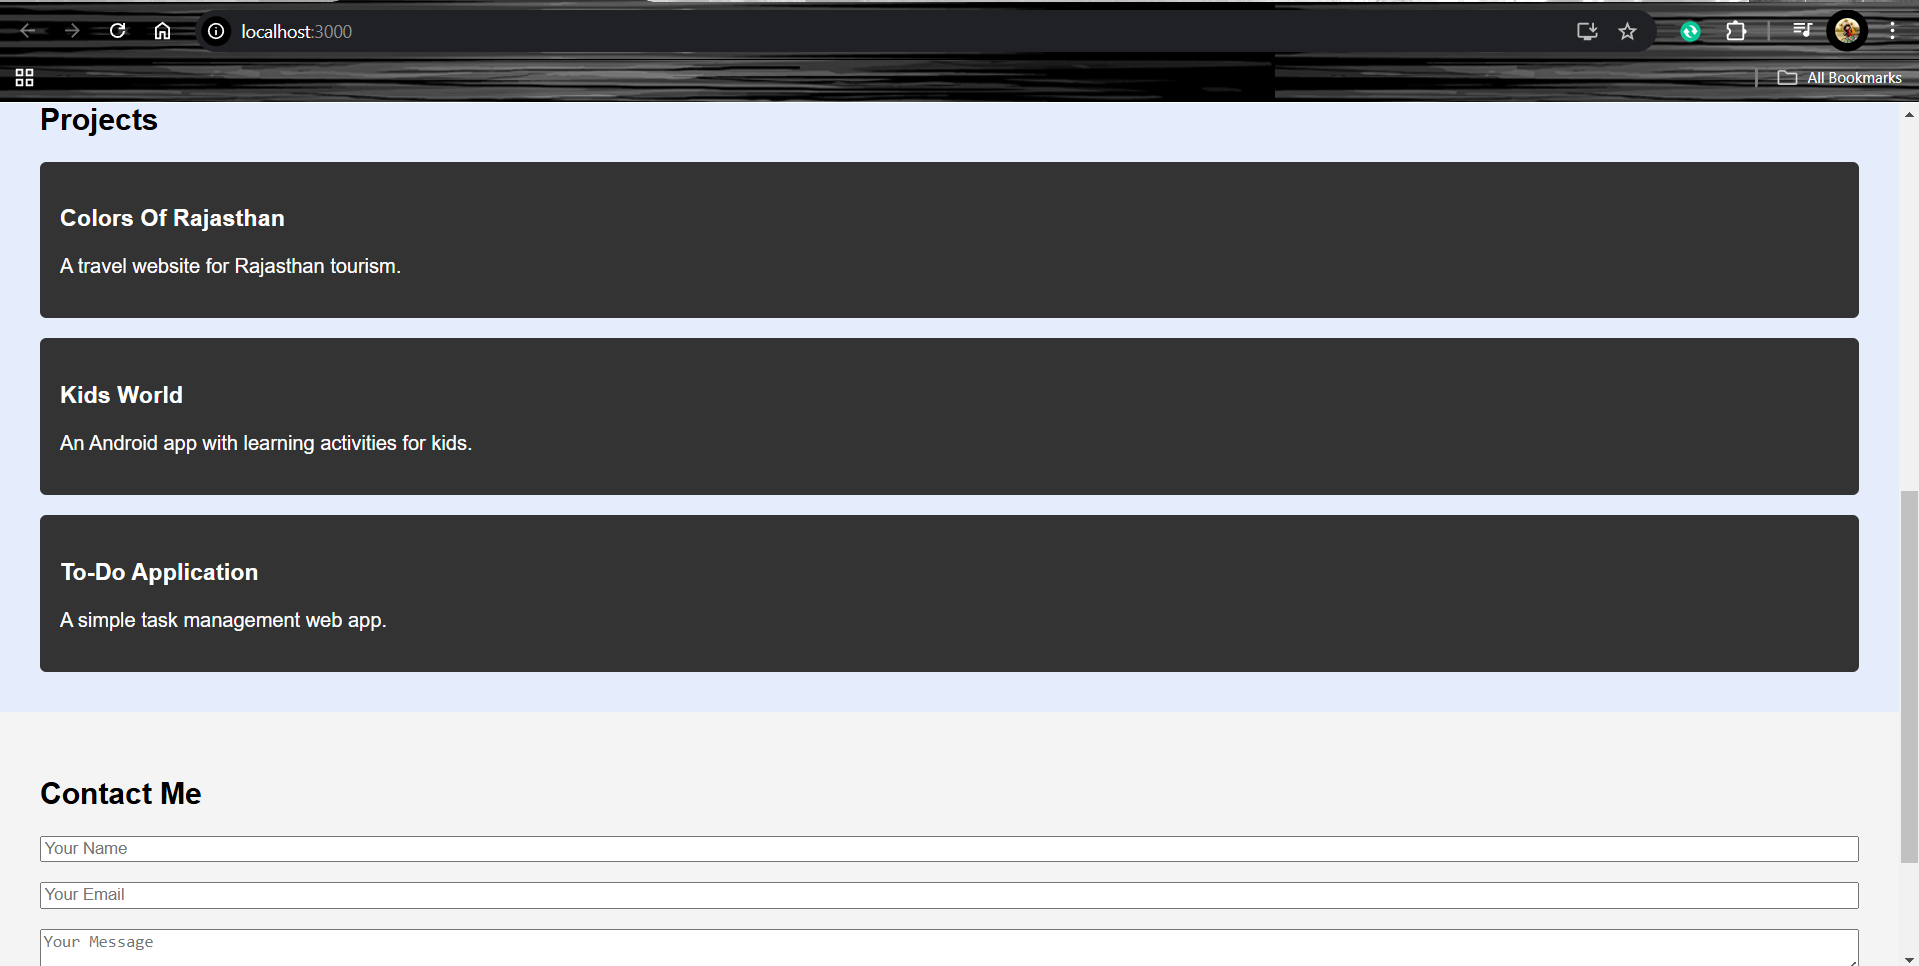 localhost:3000
All Bookmarks
Projects
Colors Of Rajasthan
A travel website for Rajasthan tourism.
Kids World
An Android app with learning activities for kids.
To-Do Application
A simple task management web app.
Contact Me
Your Name
Your Email
Your Message